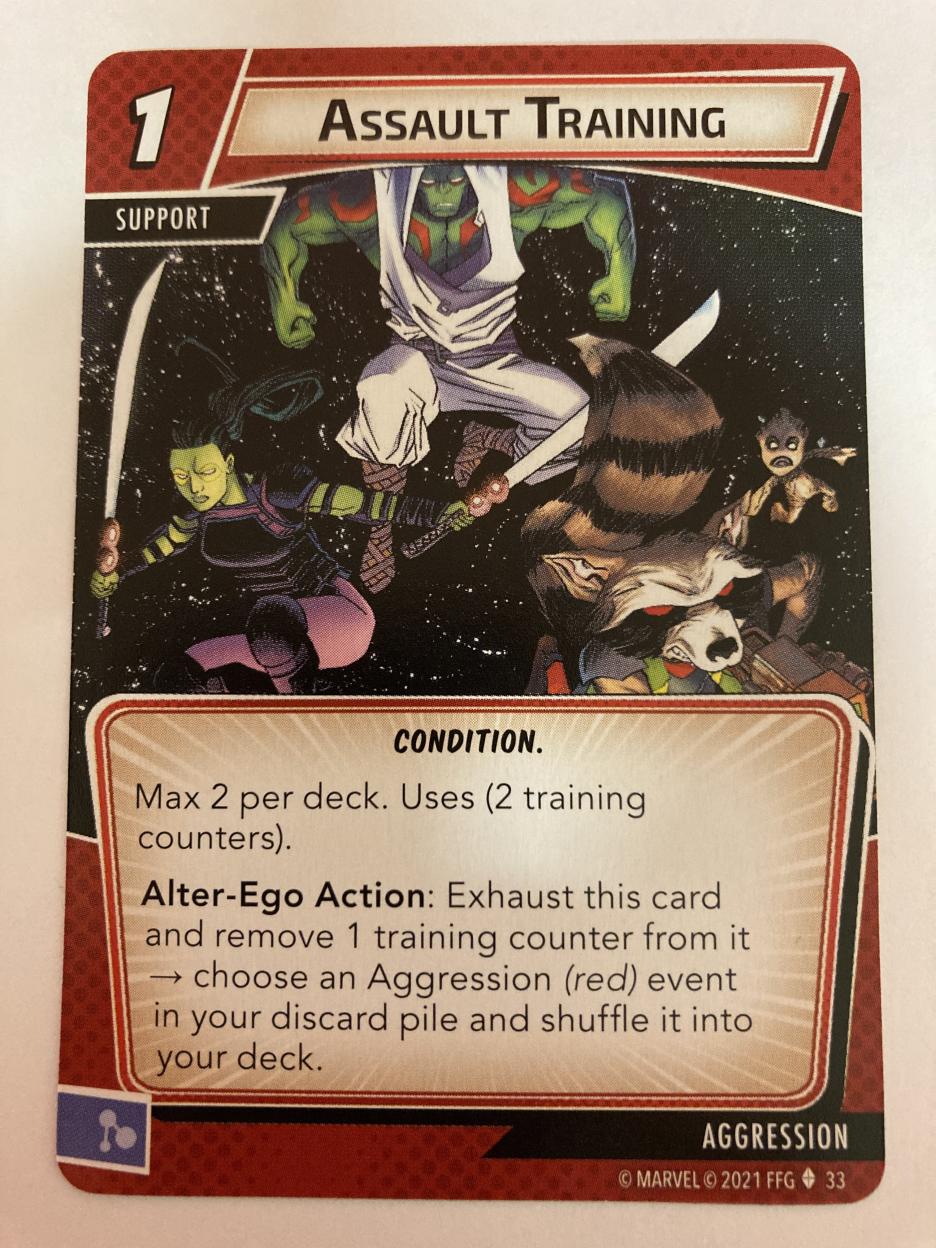 1
ASSAULT TRAINING
SUPPORT
CONDITION.
Max 2 per deck. Uses (2 training
counters).
Alter-Ego Action: Exhaust this card
and remove 1 training counter from it
→ choose an Aggression (red) event
in your discard pile and shuffle it into
your deck.
AGGRESSION
© MARVEL © 2021 FFG 33